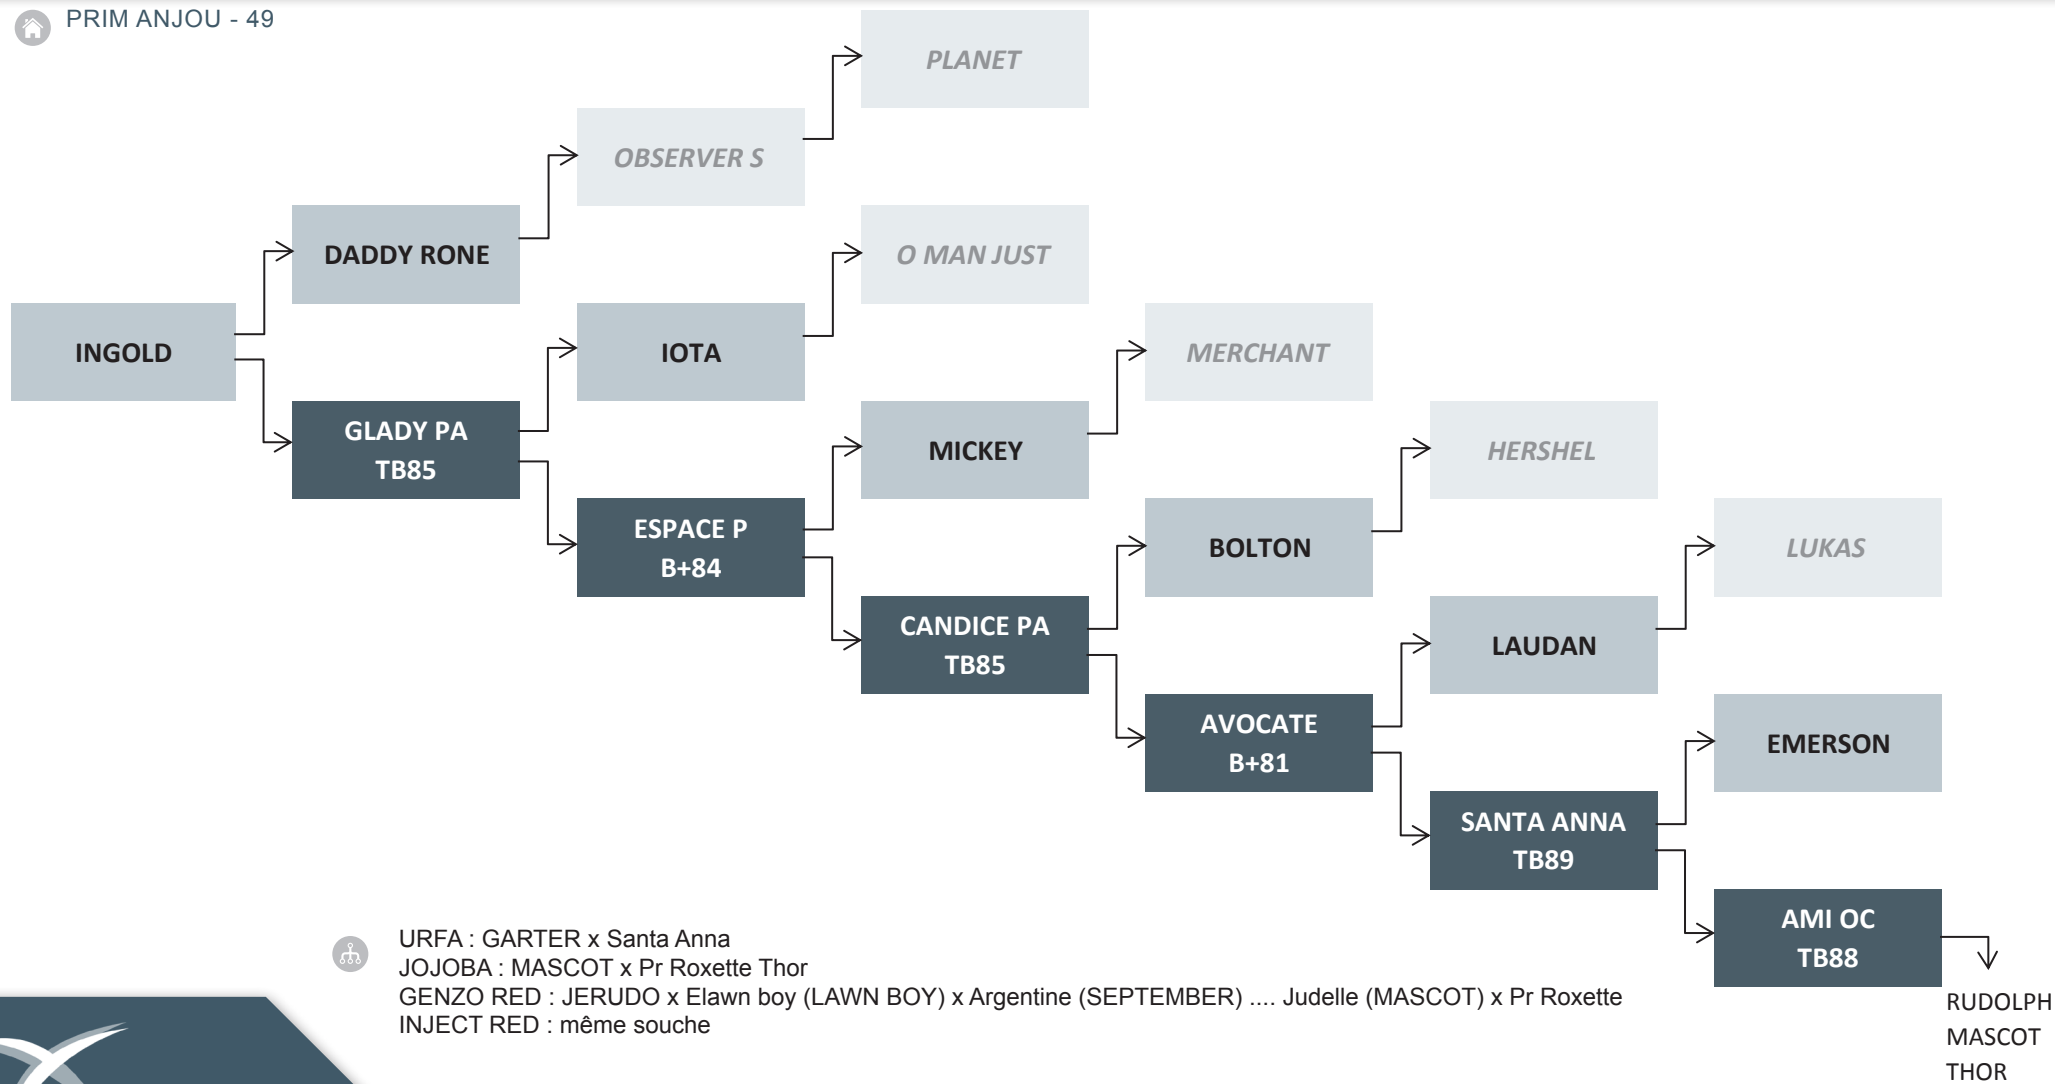 PRIM ANJOU - 49
PLANET
OBSERVER S
DADDY RONE
O MAN JUST
INGOLD
IOTA
MERCHANT
GLADY PA
TB85
MICKEY
HERSHEL
ESPACE P
B+84
BOLTON
LUKAS
CANDICE PA
TB85
LAUDAN
AVOCATE
B+81
EMERSON
SANTA ANNA
TB89
AMI OC
TB88
RUDOLPH
MASCOT
THOR
URFA : GARTER x Santa Anna
JOJOBA : MASCOT x Pr Roxette Thor
GENZO RED : JERUDO x Elawn boy (LAWN BOY) x Argentine (SEPTEMBER) .... Judelle (MASCOT) x Pr Roxette
INJECT RED : même souche